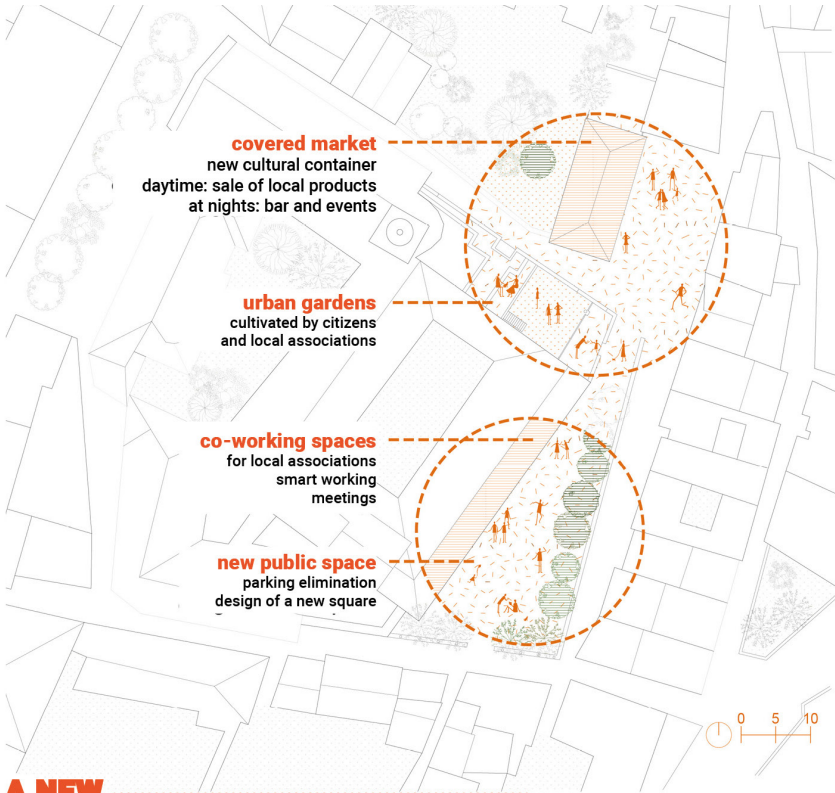 covered market
new cultural container
daytime: sale of local products
at nights: bar and events
urban gardens
cultivated by citizens
and local associations
co-working spaces
for local associations
smart working
meetings
new public space
parking elimination
design of a new square
0 5 10
A NEW